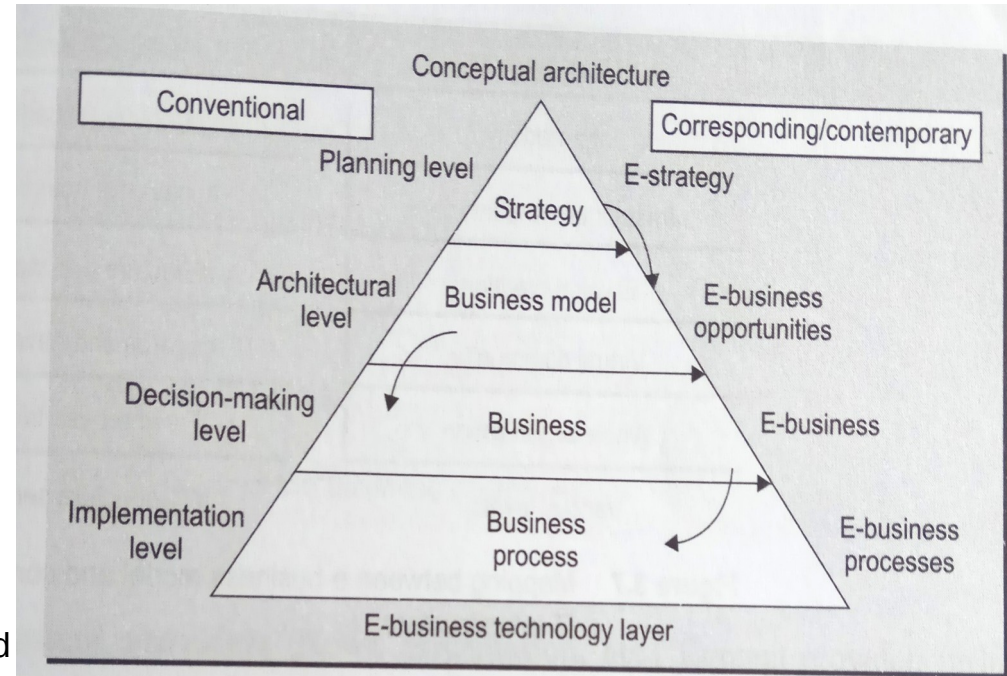 Conceptual architecture
Conventional
Corresponding/contemporary
Planning level
E-strategy
Strategy
Architectural
level
Business model
E-business
opportunities
Decision-making
level
Business
E-business
Implementation
level
Business
process
E-business
processes
E-business technology layer
d